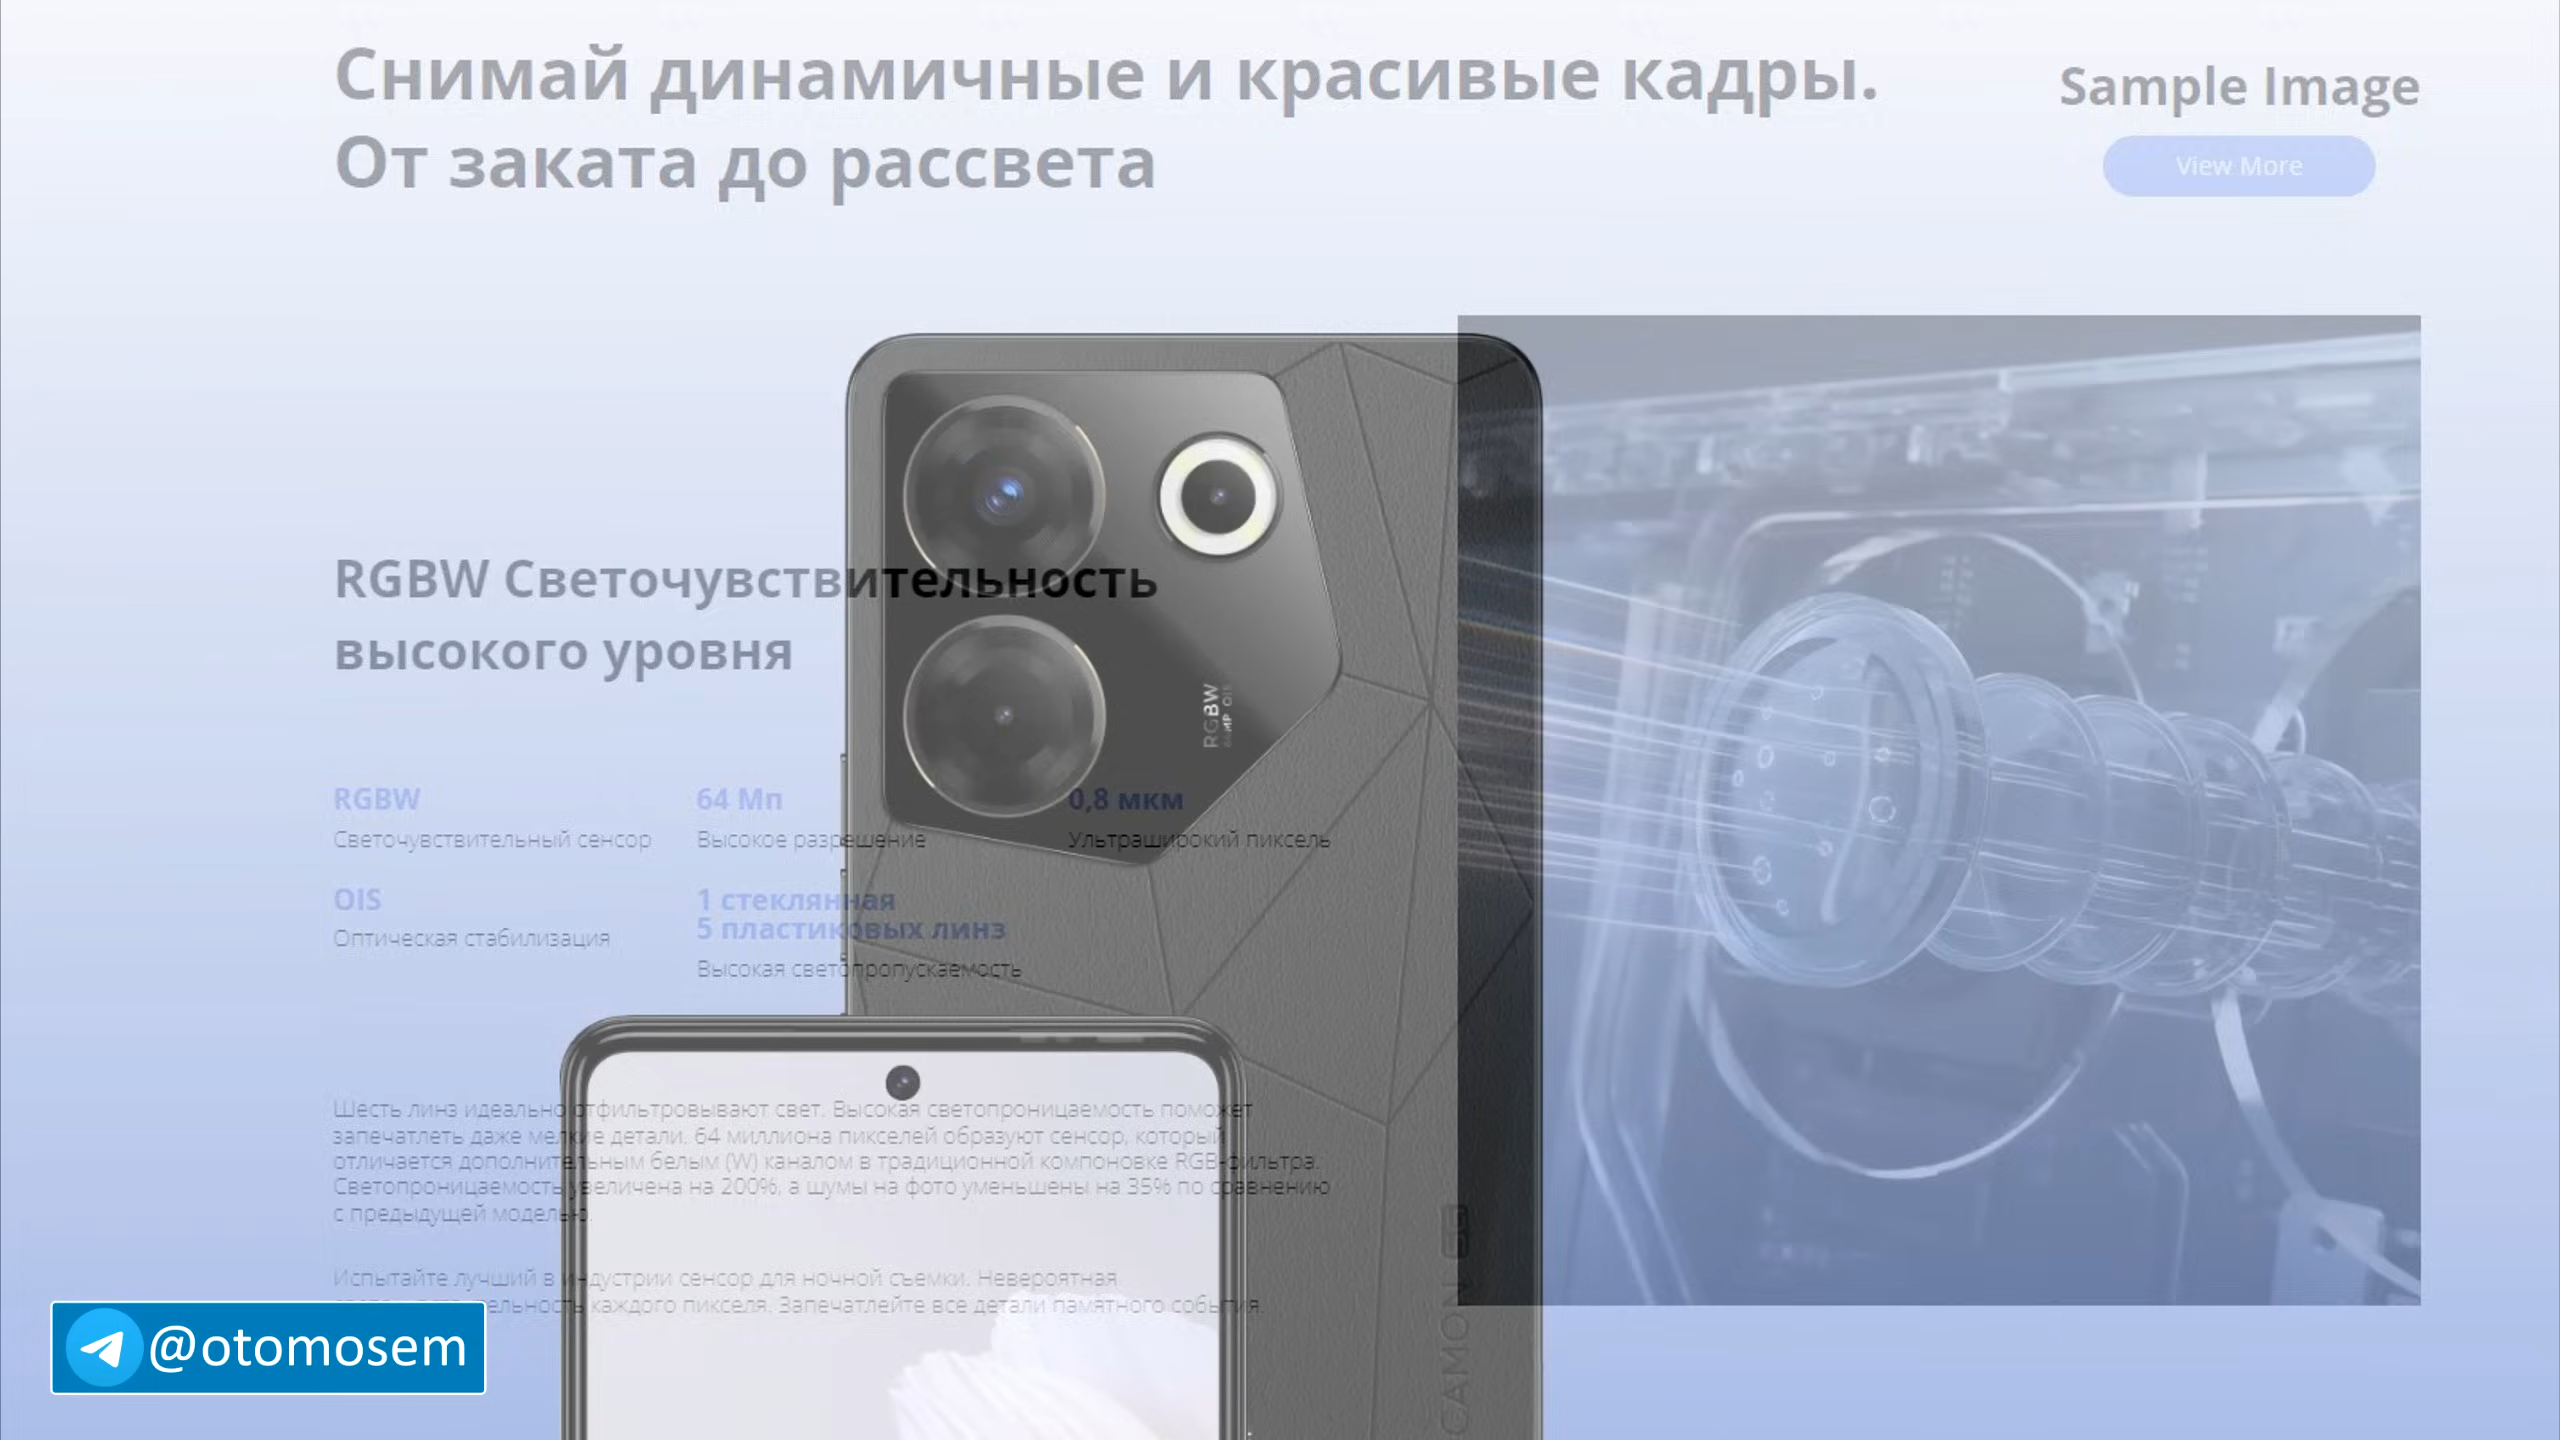 Снимай динамичные и красивые кадры.
От заката до рассвета
Sample Image
View More
RGBW Светочувствительность
высокого уровня
RGBW
64MP OIS
RGBW
Светочувствительный сенсор
64 Мп
Высокое разрешение
0,8 мкм
Ультраширокий пиксель
OIS
Оптическая стабилизация
1 стеклянная
5 пластиковых линз
Высокая светопропускаемость
Шесть линз идеально отфильтровывают свет. Высокая светопроницаемость поможет
запечатлеть даже мелкие детали. 64 миллиона пикселей образуют сенсор, который
отличается дополнительным белым (W) каналом в традиционной компоновке RGB-фильтра.
Светопроницаемость увеличена на 200%, а шумы на фото уменьшены на 35% по сравнению
с предыдущей моделью.
Испытайте лучший в индустрии сенсор для ночной съемки. Невероятная
каждого пикселя. Запечатлейте все детали памятного события.
CAMON 5G
@otomosem